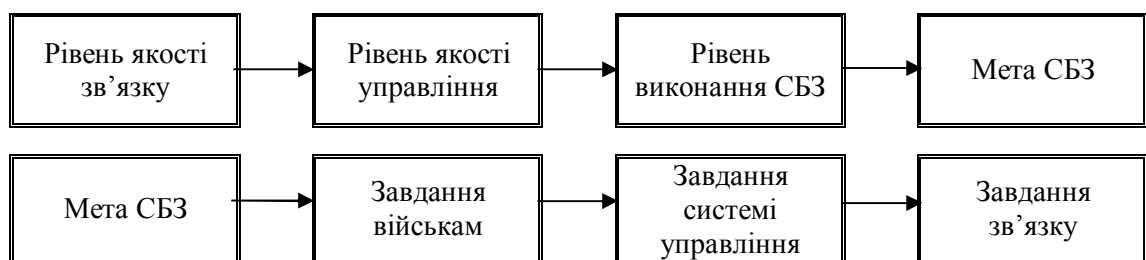 Рівень якості
зв’язку
Рівень якості
управління
Рівень
виконання СБЗ
Мета СБЗ
Мета СБЗ
Завдання
військам
Завдання
системі
управління
Завдання
зв’язку